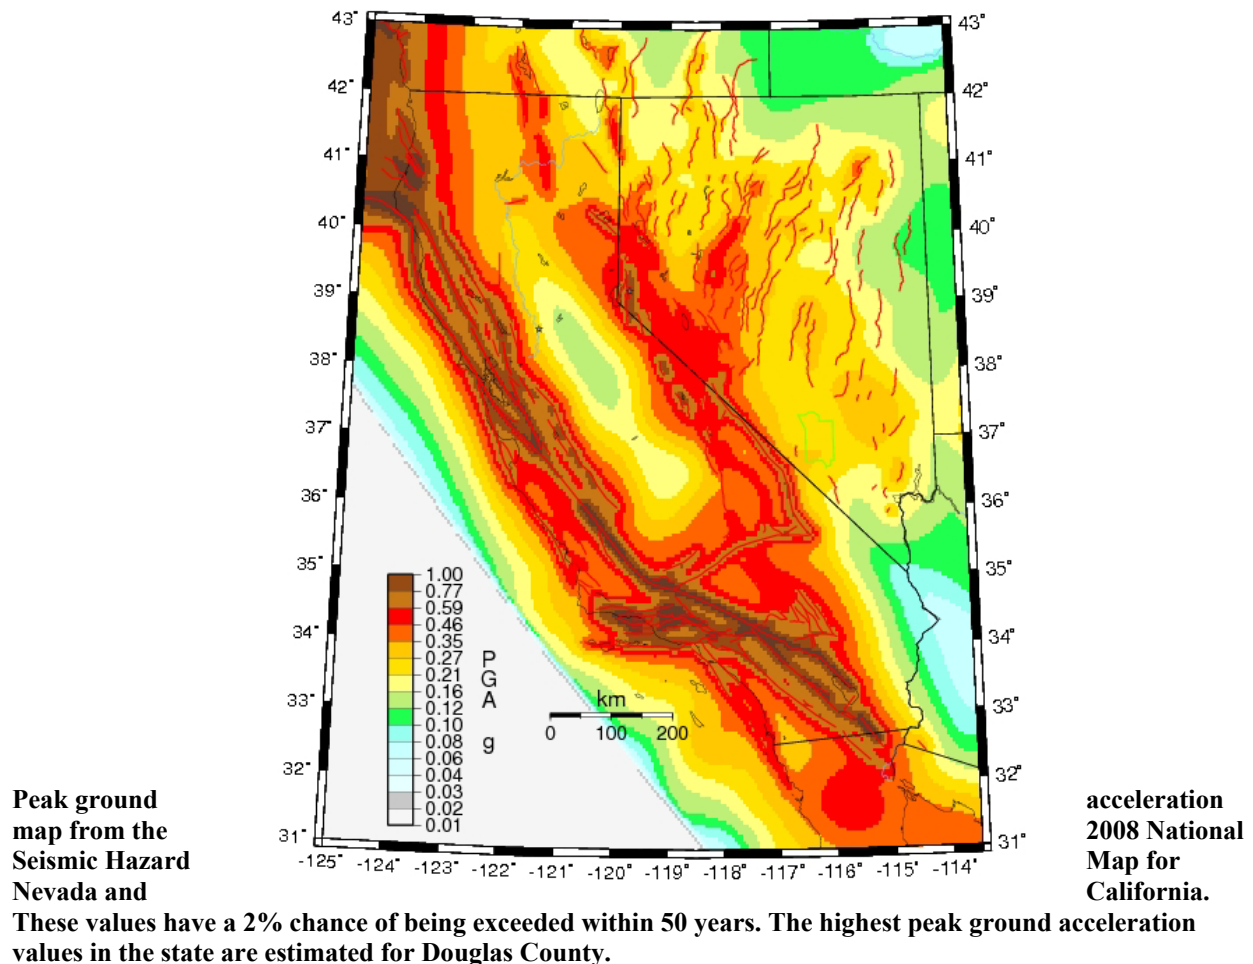 43° 43°
42° 42°
41° 41°
40° 40°
39° 39°
38° 38°
37° 37°
36° 36°
35° 35°
34° 34°
33° 33°
32° 32°
31° 31°
1.00
0.77
0.59
0.46
0.35
0.27
0.21
0.16
0.12
0.10
0.08
0.06
0.04
0.03
0.02
0.01
P
G
A
g
km
0 100 200
-125° -124° -123° -122° -121° -120° -119° -118° -117° -116° -115° -114°
Peak ground acceleration
map from the 2008 National
Seismic Hazard Map for
Nevada and California.
These values have a 2% chance of being exceeded within 50 years. The highest peak ground acceleration
values in the state are estimated for Douglas County.